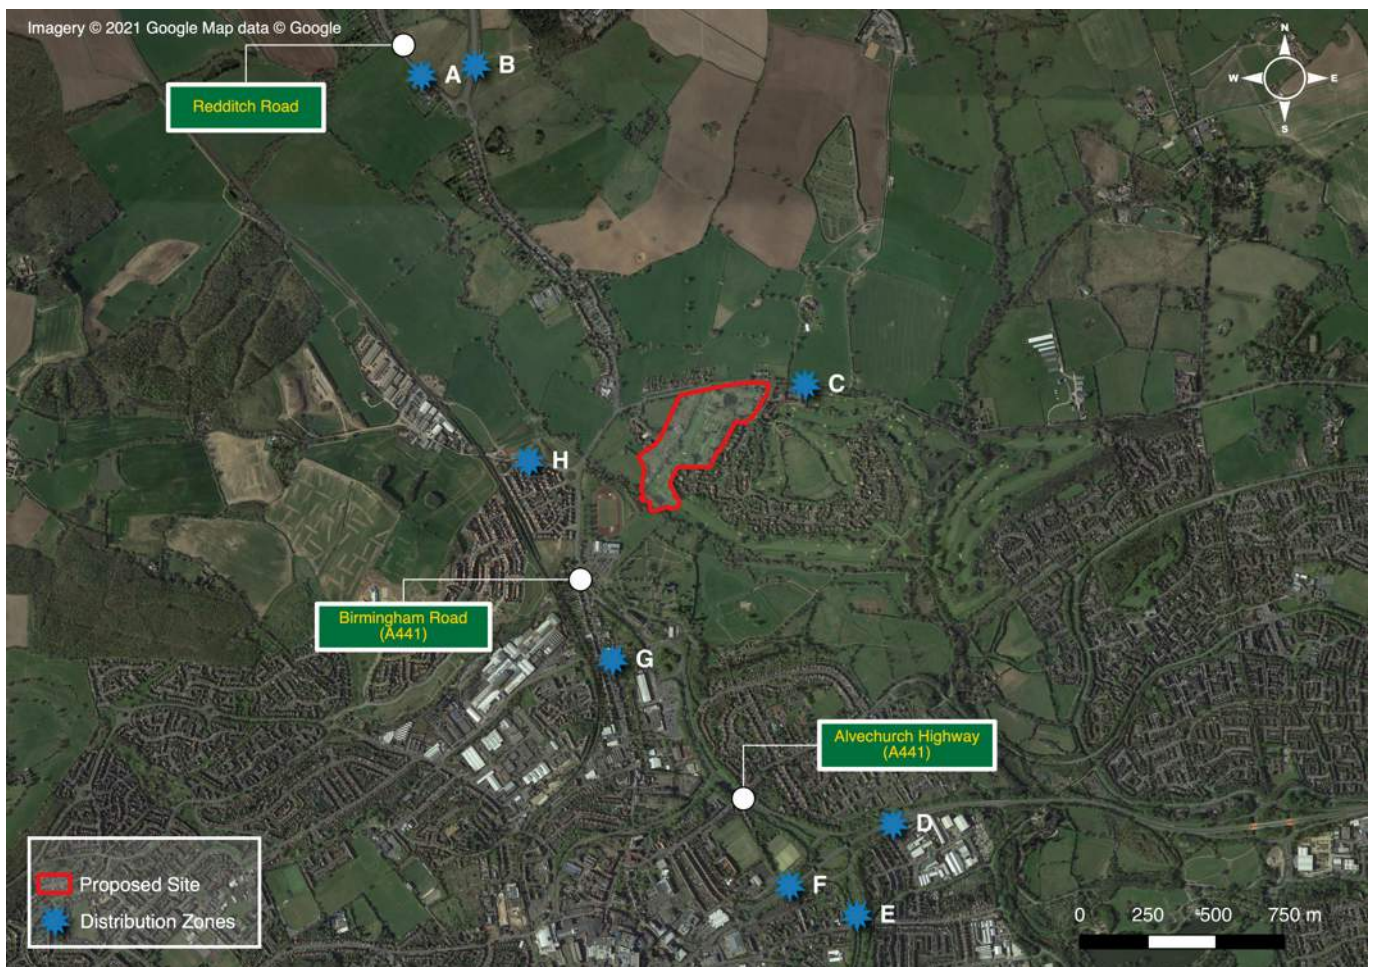 Imagery © 2021 Google Map data © Google
N
W E
S
A
B
Redditch Road
C
H
Birmingham Road
(A441)
G
Alvechurch Highway
(A441)
D
F
E
Proposed Site
Distribution Zones
0 250 500 750 m